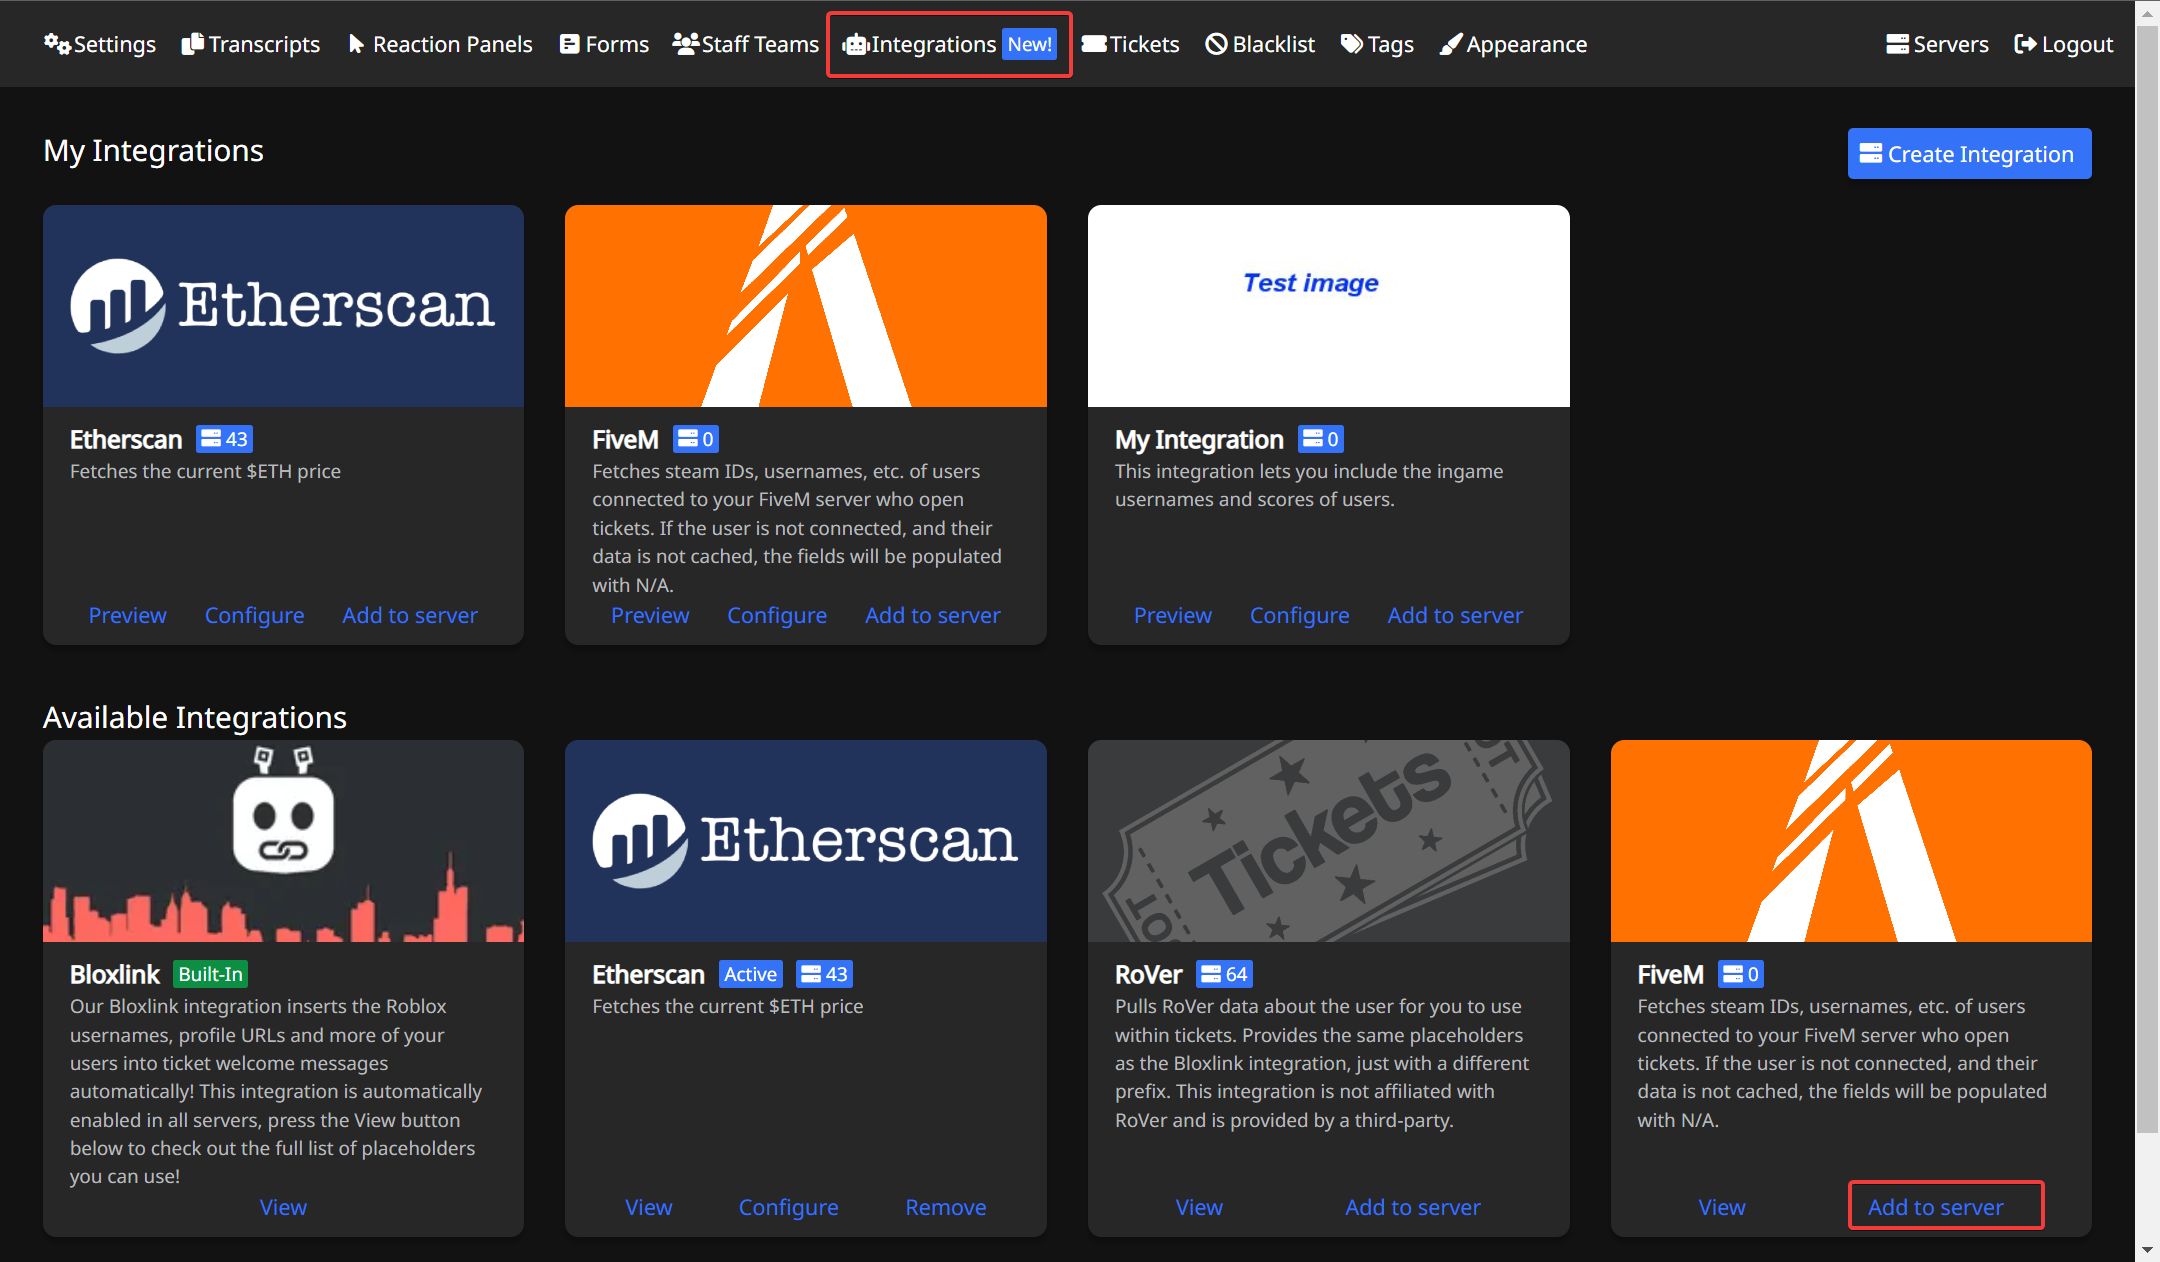 Settings Transcripts Reaction Panels Forms Staff Teams Integrations New! Tickets Blacklist Tags Appearance Servers Logout
My Integrations
Create Integration
Etherscan
Test image
Etherscan 43
Fetches the current $ETH price
Preview Configure Add to server
FiveM 0
Fetches steam IDs, usernames, etc. of users
connected to your FiveM server who open
tickets. If the user is not connected, and their
data is not cached, the fields will be populated
with N/A.
Preview Configure Add to server
My Integration 0
This integration lets you include the ingame
usernames and scores of users.
Preview Configure Add to server
Available Integrations
Etherscan
Tickets
Bloxlink Built-In
Our Bloxlink integration inserts the Roblox
usernames, profile URLs and more of your
users into ticket welcome messages
automatically! This integration is automatically
enabled in all servers, press the View button
below to check out the full list of placeholders
you can use!
View
Etherscan Active 43
Fetches the current $ETH price
View Configure Remove
RoVer 64
Pulls RoVer data about the user for you to use
within tickets. Provides the same placeholders
as the Bloxlink integration, just with a different
prefix. This integration is not affiliated with
RoVer and is provided by a third-party.
View Add to server
FiveM 0
Fetches steam IDs, usernames, etc. of users
connected to your FiveM server who open
tickets. If the user is not connected, and their
data is not cached, the fields will be populated
with N/A.
View Add to server